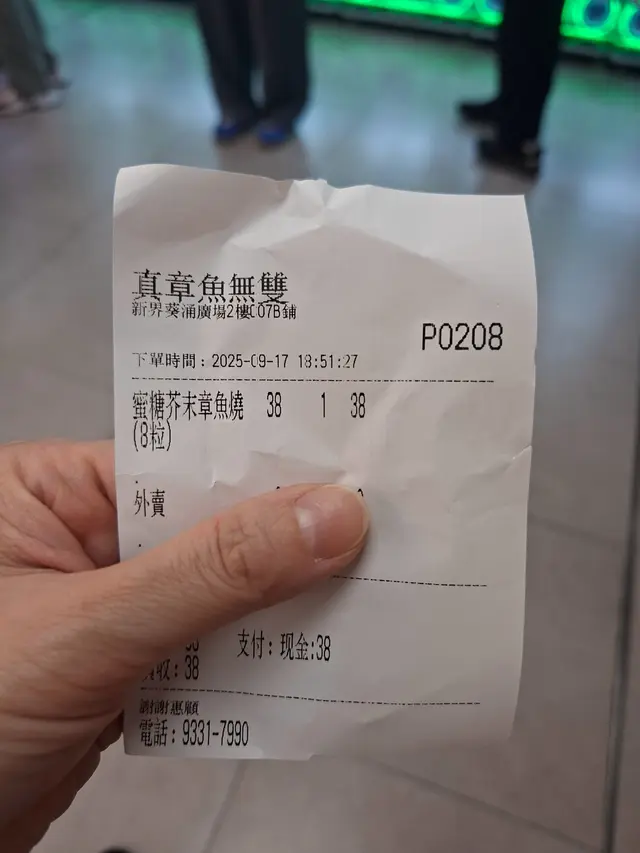 真章魚無雙
新界葵涌廣場2樓C07B鋪
P0208
下單時間：2025-09-17 18:51:27
蜜糖芥末章魚燒 38 1 38
(8粒)
外賣
支付：现金:38
收：38
謝謝惠顧
電話：9331-7990